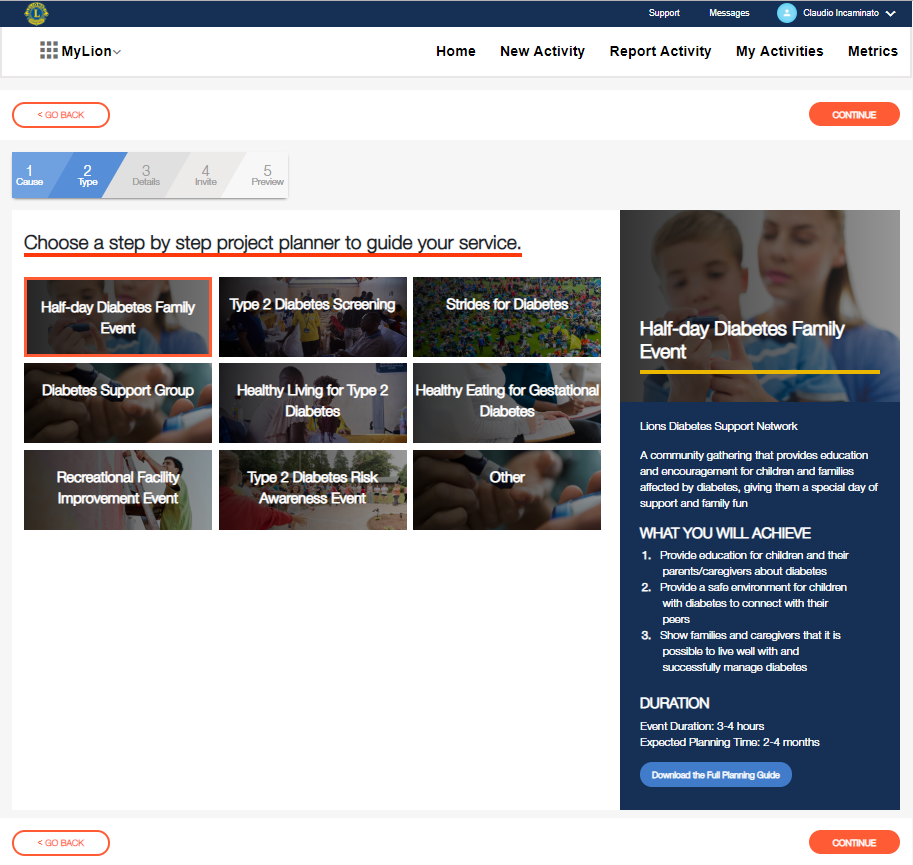 Support Messages Claudio Incaminato
MyLion
Home New Activity Report Activity My Activities Metrics
< GO BACK
CONTINUE
1 2 3 4 5
Cause Type Details Invite Preview
Choose a step by step project planner to guide your service.
Half-day Diabetes Family
Event
Type 2 Diabetes Screening
Strides for Diabetes
Diabetes Support Group
Healthy Living for Type 2
Diabetes
Healthy Eating for Gestational
Diabetes
Recreational Facility
Improvement Event
Type 2 Diabetes Risk
Awareness Event
Other
Half-day Diabetes Family
Event
Lions Diabetes Support Network
A community gathering that provides education
and encouragement for children and families
affected by diabetes, giving them a special day of
support and family fun
WHAT YOU WILL ACHIEVE
1. Provide education for children and their
parents/caregivers about diabetes
2. Provide a safe environment for children
with diabetes to connect with their
peers
3. Show families and caregivers that it is
possible to live well with and
successfully manage diabetes
DURATION
Event Duration: 3-4 hours
Expected Planning Time: 2-4 months
Download the Full Planning Guide
< GO BACK
CONTINUE